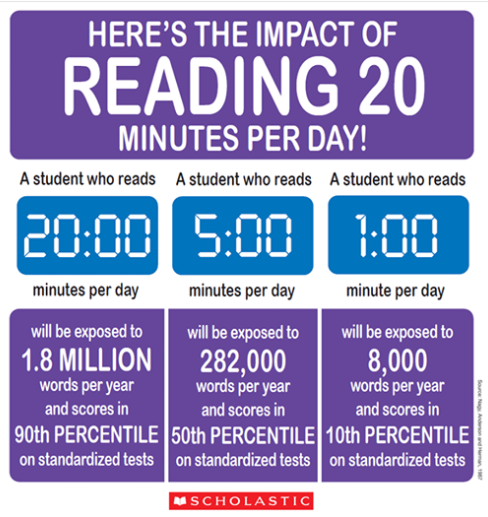 HERE'S THE IMPACT OF
READING 20
MINUTES PER DAY!
A student who reads
20:00
minutes per day
will be exposed to
1.8 MILLION
words per year
and scores in
90th PERCENTILE
on standardized tests
A student who reads
5:00
minutes per day
will be exposed to
282,000
words per year
and scores in
50th PERCENTILE
on standardized tests
A student who reads
1:00
minute per day
will be exposed to
8,000
words per year
and scores in
10th PERCENTILE
on standardized tests
Source: Nagy, Anderson and Herman, 1987
SCHOLASTIC